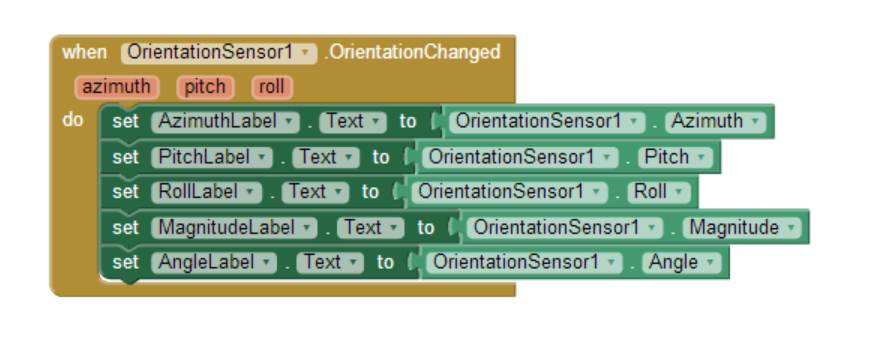 when OrientationSensor1 .OrientationChanged
azimuth pitch roll
do set AzimuthLabel . Text to OrientationSensor1 . Azimuth
set PitchLabel . Text to OrientationSensor1 . Pitch
set RollLabel . Text to OrientationSensor1 . Roll
set MagnitudeLabel . Text to OrientationSensor1 . Magnitude
set AngleLabel . Text to OrientationSensor1 . Angle